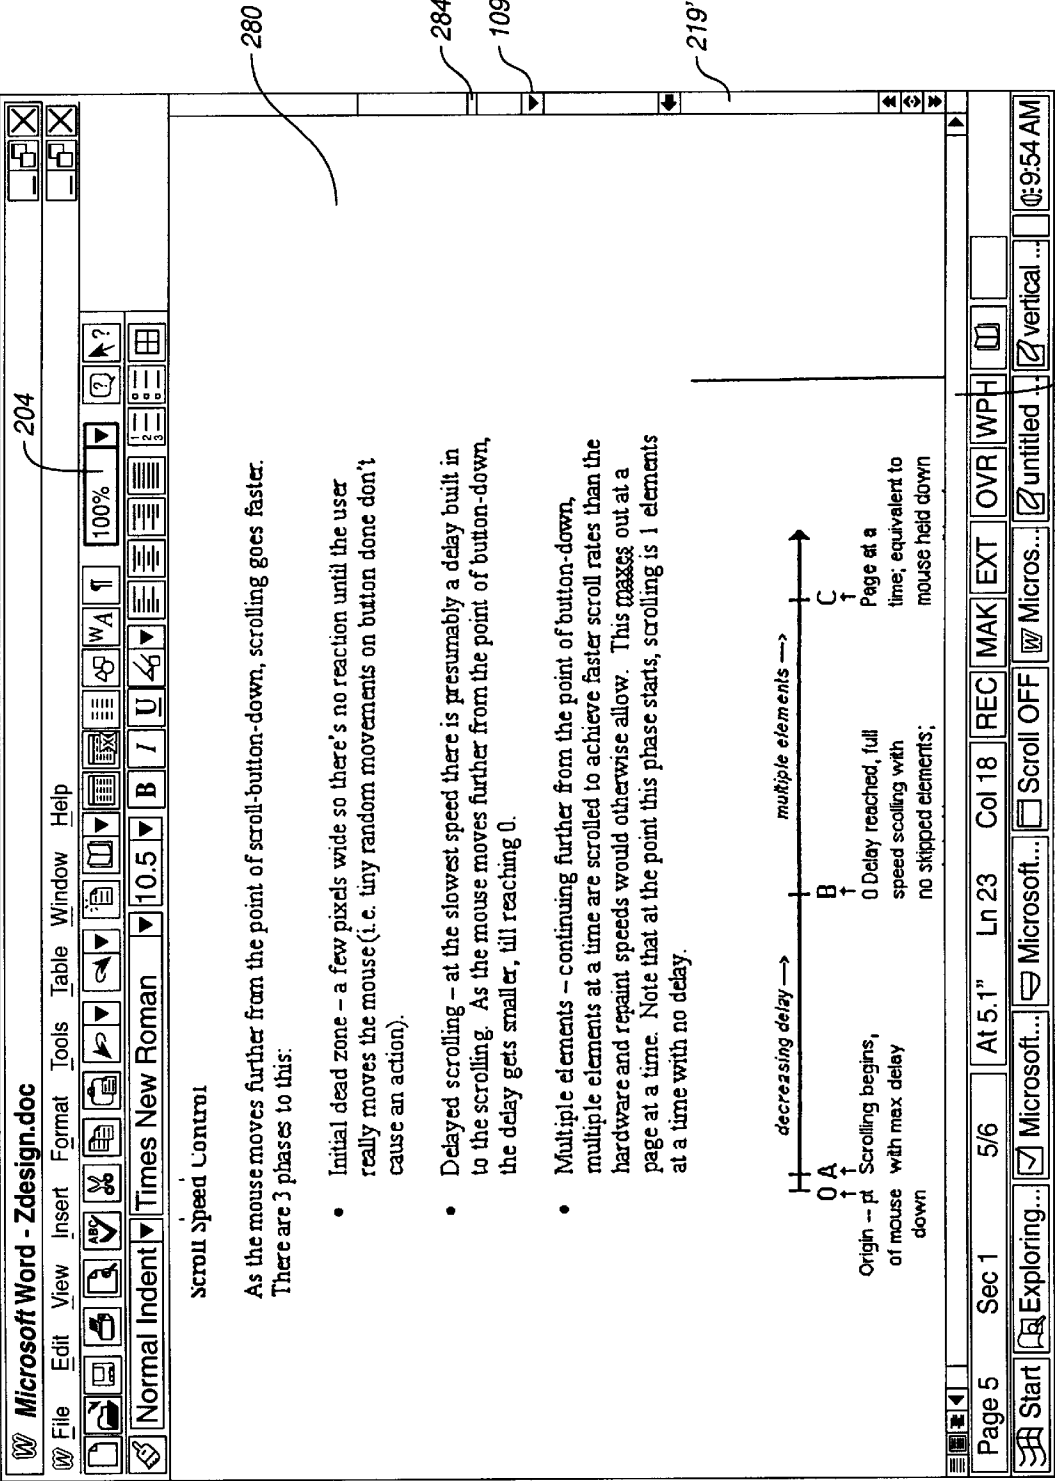 Microsoft Word - Zdesign.doc
File Edit View Insert Format Tools Table Window Help
204
ABC
100%
?
Normal Indent Times New Roman 10.5 B I U
1
2
3
280
284
109
219'
Scroll Speed Control
As the mouse moves further from the point of scroll-button-down, scrolling goes faster.
There are 3 phases to this:
• Initial dead zone – a few pixels wide so there's no reaction until the user
really moves the mouse (i.e. tiny random movements on button done don't
cause an action).
• Delayed scrolling – at the slowest speed there is presumably a delay built in
to the scrolling. As the mouse moves further from the point of button-down,
the delay gets smaller, till reaching 0.
• Multiple elements – continuing further from the point of button-down,
multiple elements at a time are scrolled to achieve faster scroll rates than the
hardware and repaint speeds would otherwise allow. This maxes out at a
page at a time. Note that at the point this phase starts, scrolling is 1 elements
at a time with no delay.
decreasing delay —> multiple elements —>
0 A B C
Origin -- pt
of mouse
down
Scrolling begins,
with max delay
0 Delay reached, full
speed scolling with
no skipped elements;
Page at a
time; equivalent to
mouse held down
Page 5 Sec 1 5/6 At 5.1" Ln 23 Col 18 REC MAK EXT OVR WPH
Start Exploring... Microsoft... Microsoft... Scroll OFF Micros... untitled ... vertical ... 9:54 AM